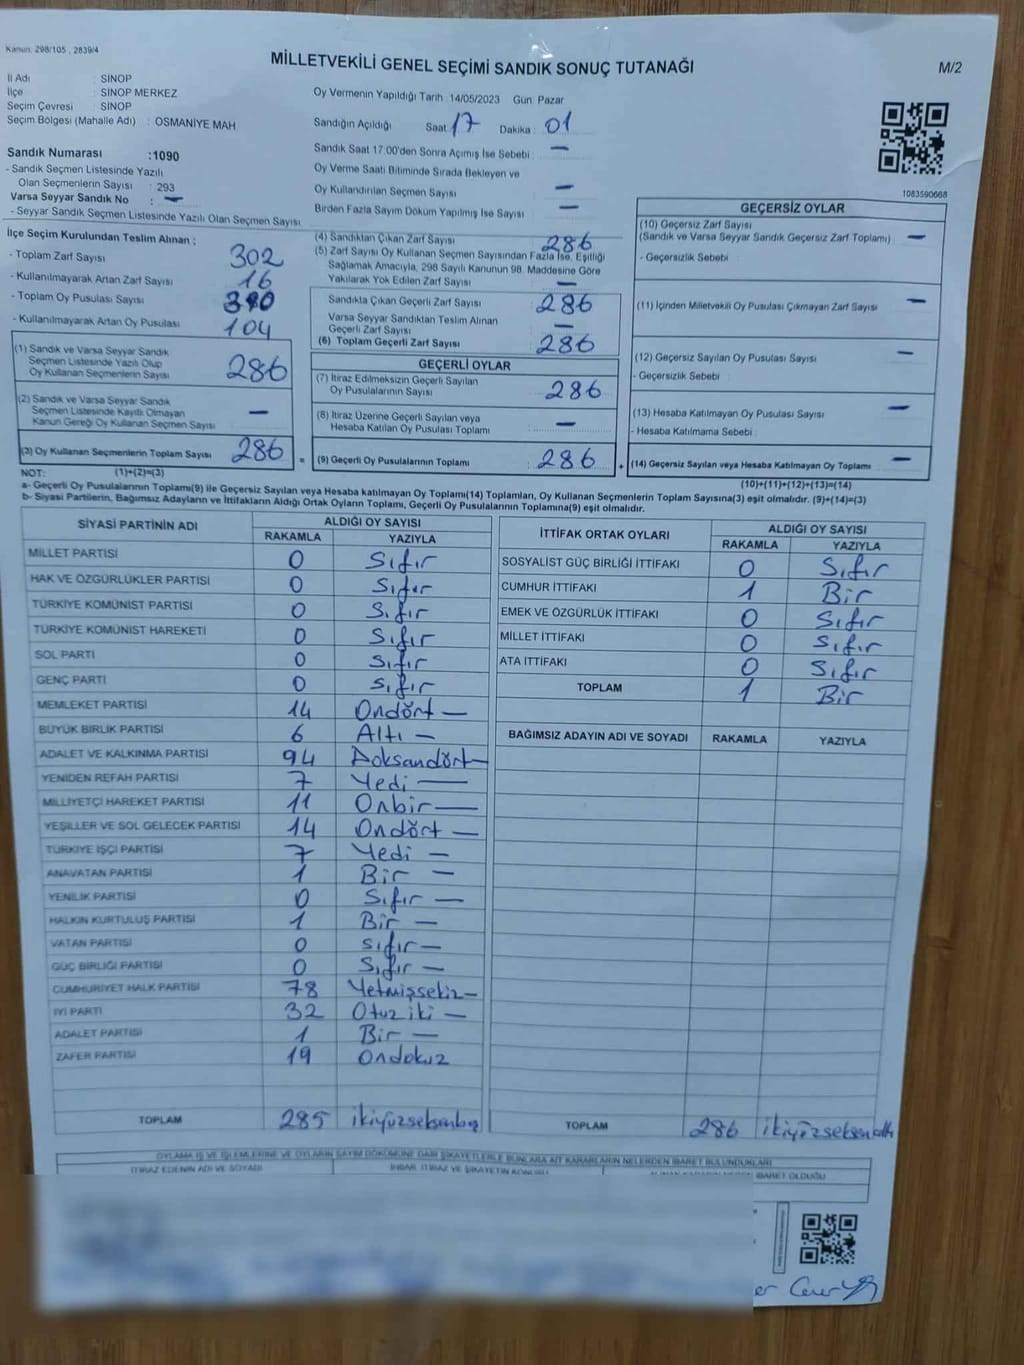 Kanun: 298/105 , 2839/4
MİLLETVEKİLİ GENEL SEÇİMİ SANDIK SONUÇ TUTANAĞI
M/2
İl Adı : SİNOP
İlçe : SİNOP MERKEZ
Seçim Çevresi : SİNOP
Seçim Bölgesi (Mahalle Adı) : OSMANİYE MAH
Sandık Numarası :1090
- Sandık Seçmen Listesinde Yazılı
Olan Seçmenlerin Sayısı : 293
Varsa Seyyar Sandık No : —
- Seyyar Sandık Seçmen Listesinde Yazılı Olan Seçmen Sayısı
Oy Vermenin Yapıldığı Tarih : 14/05/2023 Gün: Pazar
Sandığın Açıldığı Saat: 17 Dakika : 01
Sandık Saat 17:00'den Sonra Açımış İse Sebebi : —
Oy Verme Saati Bitiminde Sırada Bekleyen ve
Oy Kullandırılan Seçmen Sayısı —
Birden Fazla Sayım Döküm Yapılmış İse Sayısı —
1083590668
İlçe Seçim Kurulundan Teslim Alınan ;
- Toplam Zarf Sayısı 302
- Kullanılmayarak Artan Zarf Sayısı 16
- Toplam Oy Pusulası Sayısı 390
- Kullanılmayarak Artan Oy Pusulası 104
(1) Sandık ve Varsa Seyyar Sandık
Seçmen Listesinde Yazılı Olup
Oy Kullanan Seçmenlerin Sayısı 286
(2) Sandık ve Varsa Seyyar Sandık
Seçmen Listesinde Kayıtlı Olmayan
Kanun Gereği Oy Kullanan Seçmen Sayısı : —
(3) Oy Kullanan Seçmenlerin Toplam Sayısı 286 =
NOT: (1)+(2)=(3)
(4) Sandıktan Çıkan Zarf Sayısı 286
(5) Zarf Sayısı Oy Kullanan Seçmen Sayısından Fazla İse, Eşitliği
Sağlamak Amacıyla, 298 Sayılı Kanunun 98. Maddesine Göre
Yakılarak Yok Edilen Zarf Sayısı —
Sandıkta Çıkan Geçerli Zarf Sayısı : 286
Varsa Seyyar Sandıktan Teslim Alınan
Geçerli Zarf Sayısı —
(6) Toplam Geçerli Zarf Sayısı : 286
GEÇERLİ OYLAR
(7) İtiraz Edilmeksizin Geçerli Sayılan
Oy Pusulalarının Sayısı : 286
(8) İtiraz Üzerine Geçerli Sayılan veya
Hesaba Katılan Oy Pusulası Toplamı : —
(9) Geçerli Oy Pusulalarının Toplamı : 286 +
GEÇERSİZ OYLAR
(10) Geçersiz Zarf Sayısı
(Sandık ve Varsa Seyyar Sandık Geçersiz Zarf Toplamı) —
- Geçersizlik Sebebi :
(11) İçinden Milletvekili Oy Pusulası Çıkmayan Zarf Sayısı —
(12) Geçersiz Sayılan Oy Pusulası Sayısı : —
- Geçersizlik Sebebi :
(13) Hesaba Katılmayan Oy Pusulası Sayısı : —
- Hesaba Katılmama Sebebi :
(14) Geçersiz Sayılan veya Hesaba Katılmayan Oy Toplamı : —
(10)+(11)+(12)+(13)=(14)
a- Geçerli Oy Pusulalarının Toplamı(9) ile Geçersiz Sayılan veya Hesaba katılmayan Oy Toplamı(14) Toplamları, Oy Kullanan Seçmenlerin Toplam Sayısına(3) eşit olmalıdır. (9)+(14)=(3)
b- Siyasi Partilerin, Bağımsız Adayların ve İttifakların Aldığı Ortak Oyların Toplamı, Geçerli Oy Pusulalarının Toplamına(9) eşit olmalıdır.
SİYASİ PARTİNİN ADI ALDIĞI OY SAYISI
RAKAMLA YAZIYLA
MİLLET PARTİSİ 0 Sıfır
HAK VE ÖZGÜRLÜKLER PARTİSİ 0 Sıfır
TÜRKİYE KOMÜNİST PARTİSİ 0 Sıfır
TÜRKİYE KOMÜNİST HAREKETİ 0 Sıfır
SOL PARTİ 0 Sıfır
GENÇ PARTİ 0 Sıfır
MEMLEKET PARTİSİ 14 Ondört —
BÜYÜK BİRLİK PARTİSİ 6 Altı —
ADALET VE KALKINMA PARTİSİ 94 Doksandört—
YENİDEN REFAH PARTİSİ 7 Yedi —
MİLLİYETÇİ HAREKET PARTİSİ 11 Onbir —
YEŞİLLER VE SOL GELECEK PARTİSİ 14 Ondört —
TÜRKİYE İŞÇİ PARTİSİ 7 Yedi —
ANAVATAN PARTİSİ 1 Bir —
YENİLİK PARTİSİ 0 Sıfır —
HALKIN KURTULUŞ PARTİSİ 1 Bir —
VATAN PARTİSİ 0 Sıfır —
GÜÇ BİRLİĞİ PARTİSİ 0 Sıfır —
CUMHURİYET HALK PARTİSİ 78 Yetmişsekiz—
İYİ PARTİ 32 Otuz iki —
ADALET PARTİSİ 1 Bir —
ZAFER PARTİSİ 19 Ondokuz
TOPLAM 285 ikiyüzseksenbeş
İTTİFAK ORTAK OYLARI ALDIĞI OY SAYISI
RAKAMLA YAZIYLA
SOSYALİST GÜÇ BİRLİĞİ İTTİFAKI 0 Sıfır
CUMHUR İTTİFAKI 1 Bir
EMEK VE ÖZGÜRLÜK İTTİFAKI 0 Sıfır
MİLLET İTTİFAKI 0 Sıfır
ATA İTTİFAKI 0 Sıfır
TOPLAM 1 Bir
BAĞIMSIZ ADAYIN ADI VE SOYADI RAKAMLA YAZIYLA
TOPLAM 286 ikiyüzseksenaltı
OYLAMA İŞ VE İŞLEMLERİNE VE OYLARIN SAYIM DÖKÜMÜNE DAİR ŞİKAYETLERLE BUNLARA AİT KARARLARIN NELERDEN İBARET BULUNDUKLARI
İTİRAZ EDENİN ADI VE SOYADI
İHBAR, İTİRAZ VE ŞİKAYETİN KONUSU
İBARET OLDUĞU